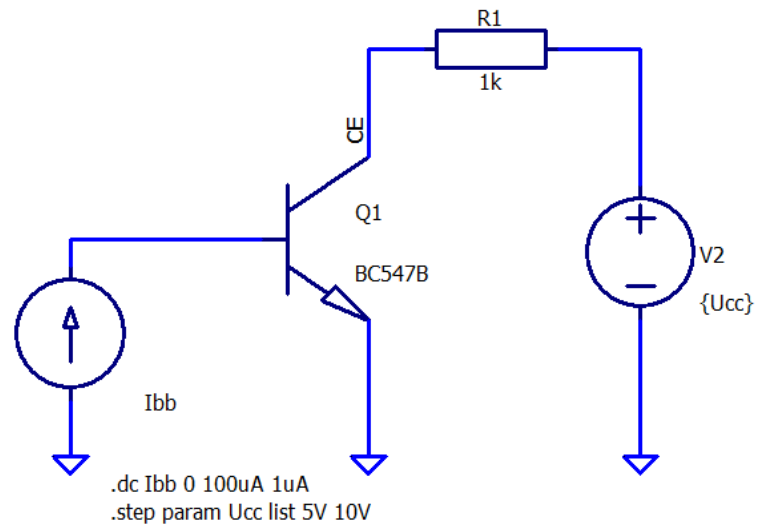 R1
1k
CE
Q1
BC547B
V2
{Ucc}
Ibb
.dc Ibb 0 100uA 1uA
.step param Ucc list 5V 10V